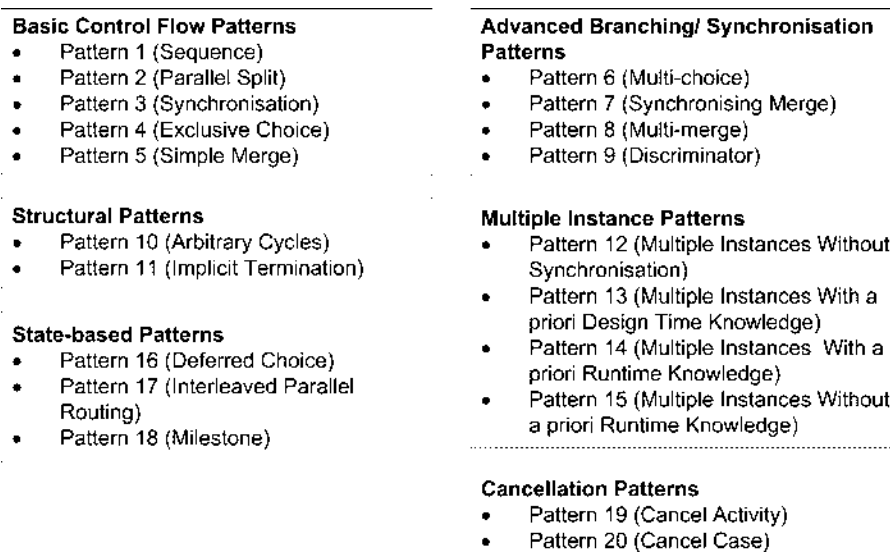 Basic Control Flow Patterns
• Pattern 1 (Sequence)
• Pattern 2 (Parallel Split)
• Pattern 3 (Synchronisation)
• Pattern 4 (Exclusive Choice)
• Pattern 5 (Simple Merge)
Structural Patterns
• Pattern 10 (Arbitrary Cycles)
• Pattern 11 (Implicit Termination)
State-based Patterns
• Pattern 16 (Deferred Choice)
• Pattern 17 (Interleaved Parallel
Routing)
• Pattern 18 (Milestone)
Advanced Branching/ Synchronisation
Patterns
• Pattern 6 (Multi-choice)
• Pattern 7 (Synchronising Merge)
• Pattern 8 (Multi-merge)
• Pattern 9 (Discriminator)
Multiple Instance Patterns
• Pattern 12 (Multiple Instances Without
Synchronisation)
• Pattern 13 (Multiple Instances With a
priori Design Time Knowledge)
• Pattern 14 (Multiple Instances With a
priori Runtime Knowledge)
• Pattern 15 (Multiple Instances Without
a priori Runtime Knowledge)
Cancellation Patterns
• Pattern 19 (Cancel Activity)
• Pattern 20 (Cancel Case)